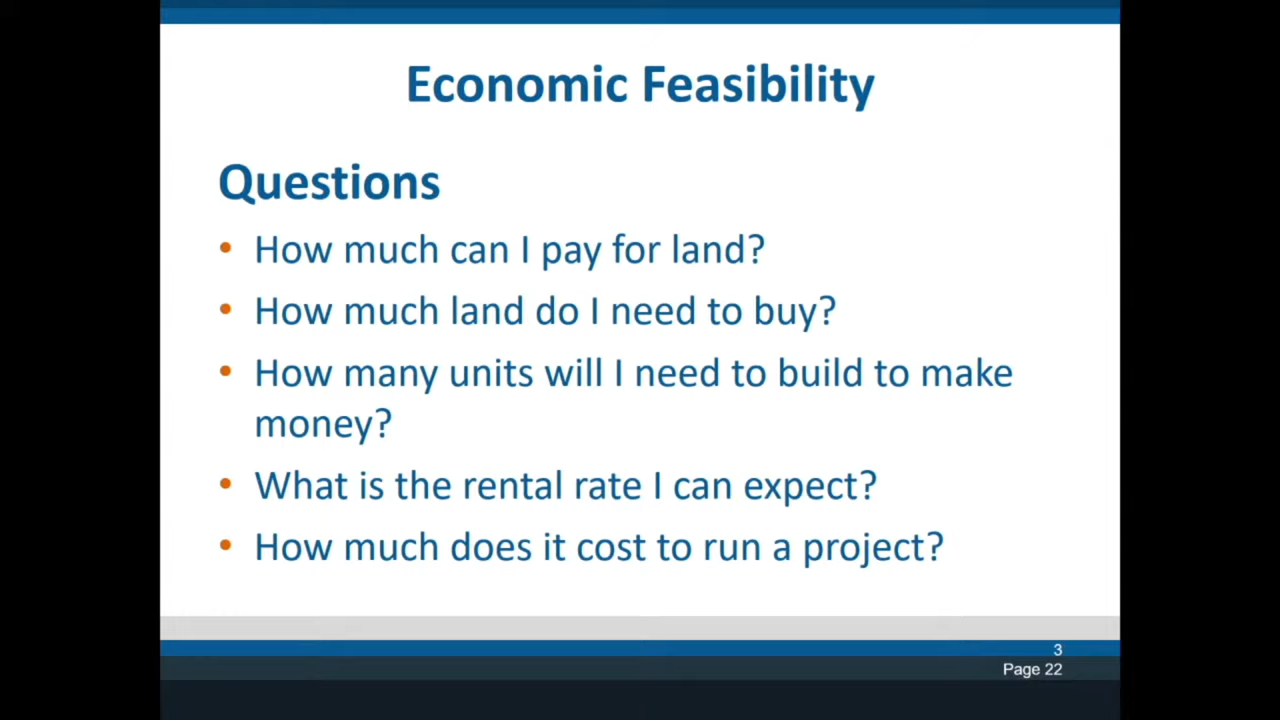 Economic Feasibility
Questions
• How much can I pay for land?
• How much land do I need to buy?
• How many units will I need to build to make
money?
• What is the rental rate I can expect?
• How much does it cost to run a project?
3
Page 22